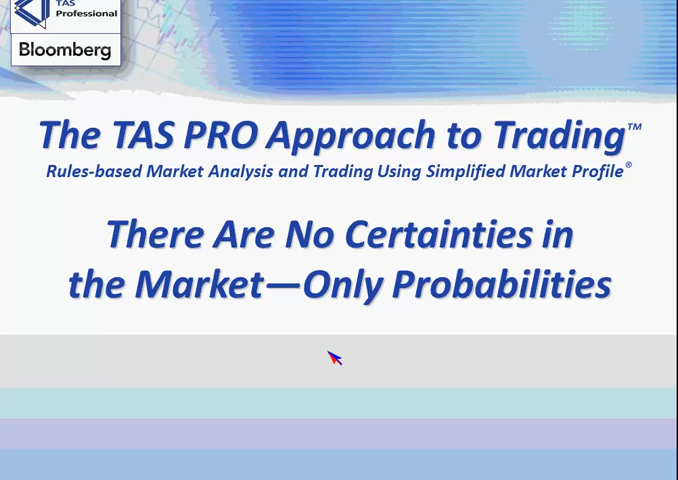 TAS
Professional
Bloomberg
The TAS PRO Approach to Trading™
Rules-based Market Analysis and Trading Using Simplified Market Profile®
There Are No Certainties in
the Market—Only Probabilities